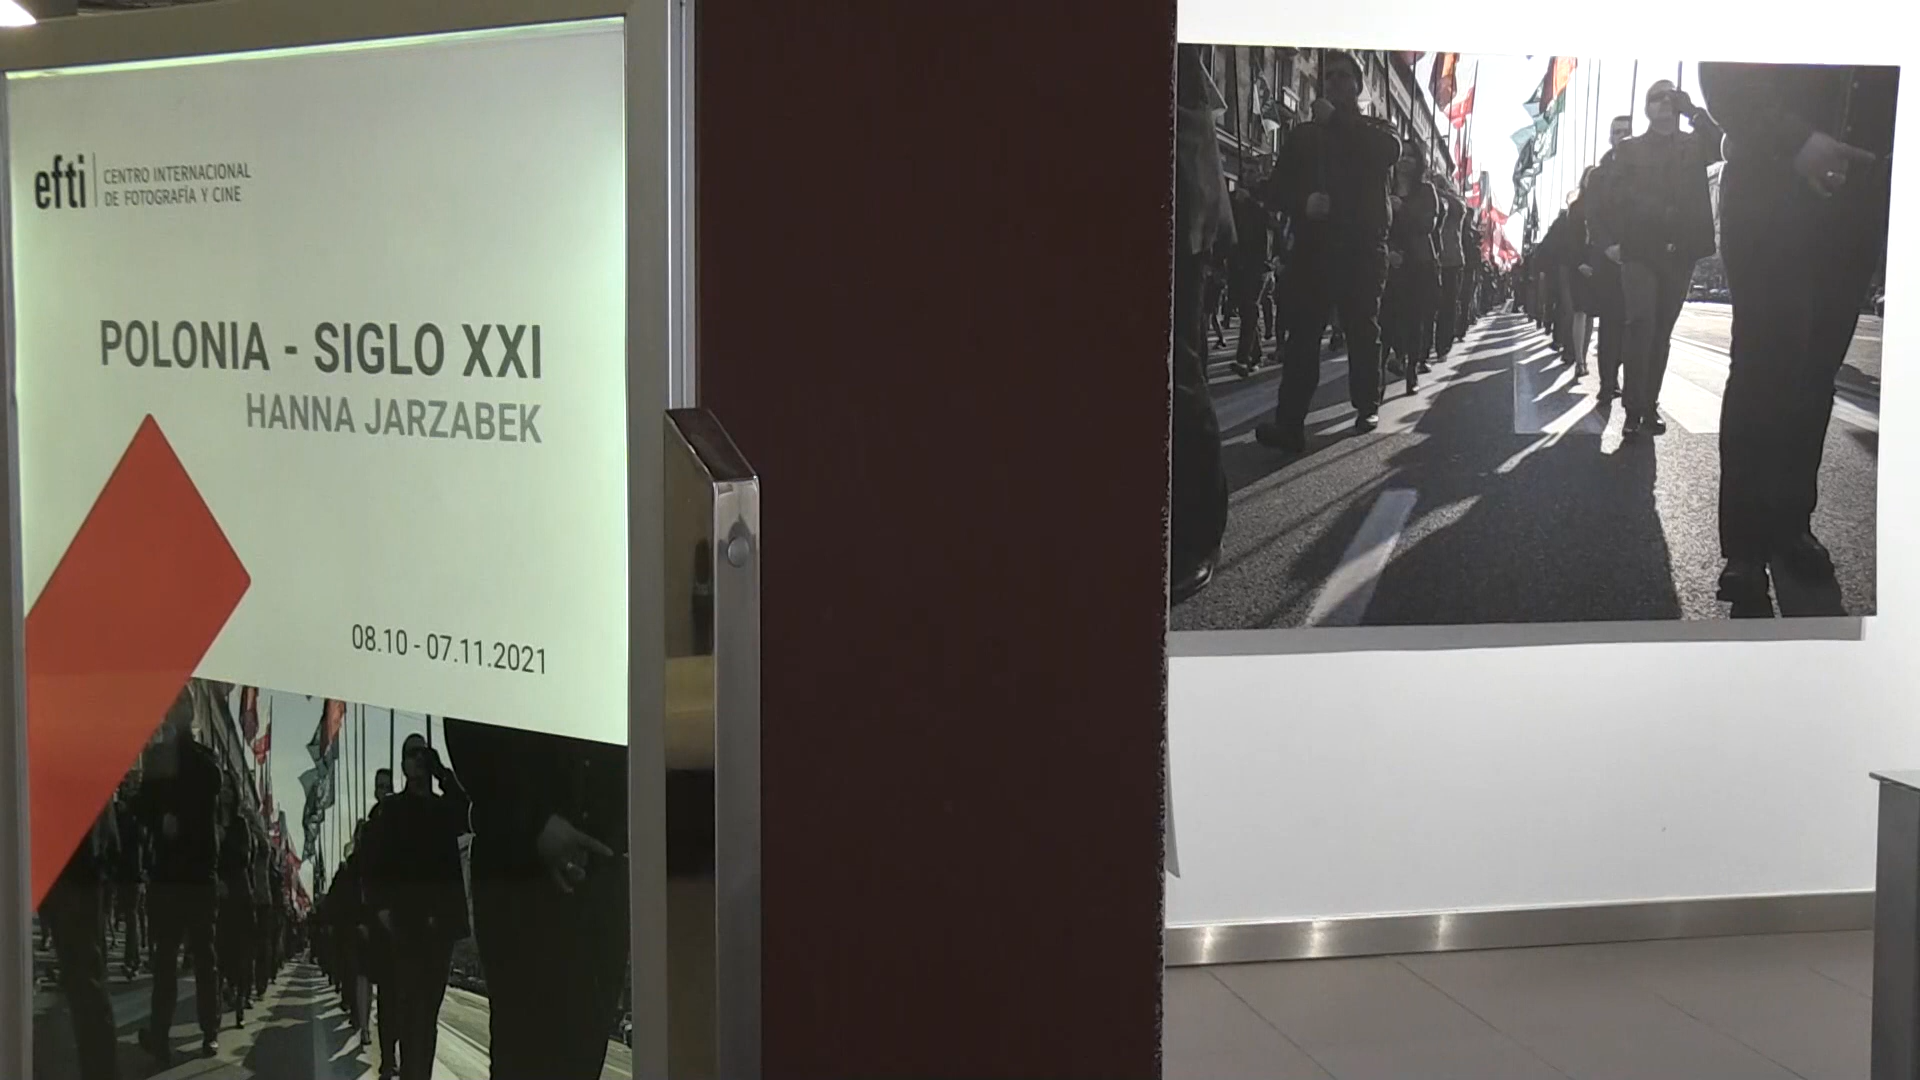 efti
CENTRO INTERNACIONAL
DE FOTOGRAFÍA Y CINE
POLONIA - SIGLO XXI
HANNA JARZABEK
08.10 - 07.11.2021